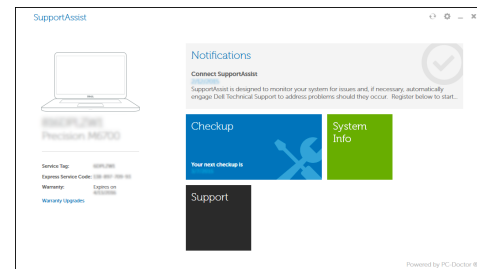 SupportAssist
Notifications
Connect SupportAssist
SupportAssist is designed to monitor your system for issues and, if necessary, automatically
engage Dell Technical Support to address problems should they occur. Register below to start...
Precision M6700
Checkup
Your next checkup is
System
Info
Service Tag:
Express Service Code:
Warranty: Expires on
Warranty Upgrades
Support
Powered by PC-Doctor ®